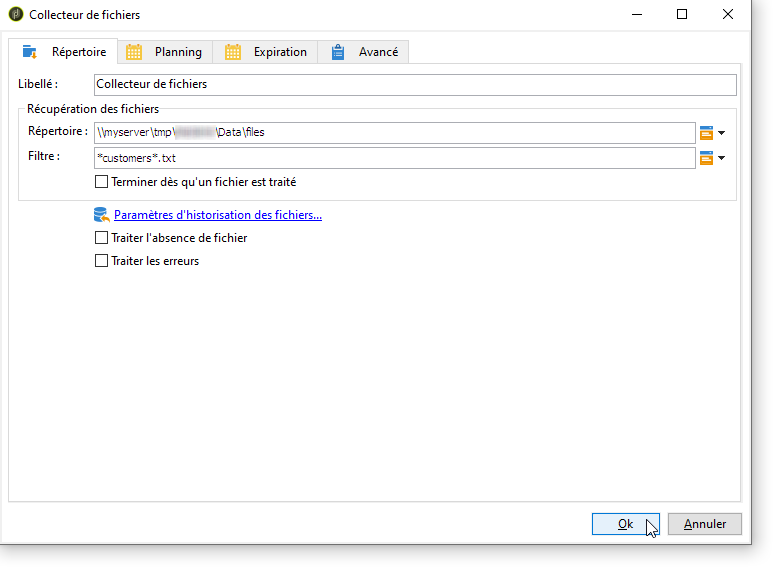 Collecteur de fichiers
Répertoire Planning Expiration Avancé
Libellé : Collecteur de fichiers
Récupération des fichiers
Répertoire : \\myserver\tmp\ \Data\files
Filtre : *customers*.txt
Terminer dès qu'un fichier est traité
Paramètres d'historisation des fichiers...
Traiter l'absence de fichier
Traiter les erreurs
Ok Annuler